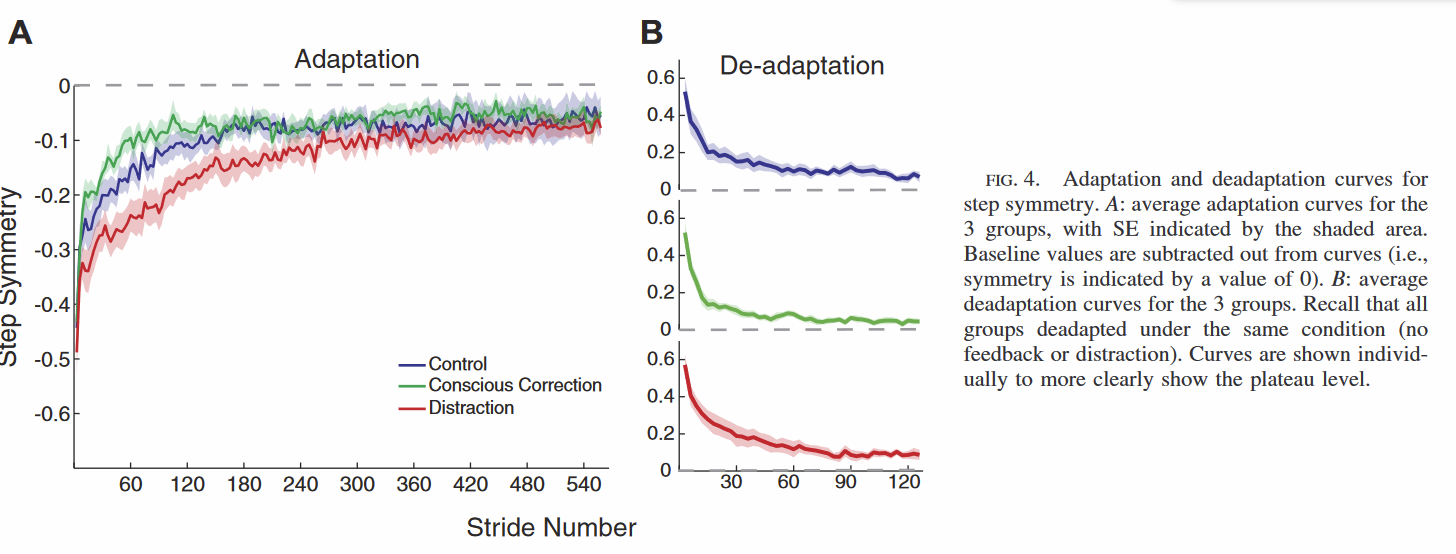 A
B
Adaptation
De-adaptation
Step Symmetry
0
-0.1
-0.2
-0.3
-0.4
-0.5
-0.6
Control
Conscious Correction
Distraction
60 120 180 240 300 360 420 480 540
0.6
0.4
0.2
0
0.6
0.4
0.2
0
0.6
0.4
0.2
0
30 60 90 120
Stride Number
FIG. 4. Adaptation and deadaptation curves for
step symmetry. A: average adaptation curves for the
3 groups, with SE indicated by the shaded area.
Baseline values are subtracted out from curves (i.e.,
symmetry is indicated by a value of 0). B: average
deadaptation curves for the 3 groups. Recall that all
groups deadapted under the same condition (no
feedback or distraction). Curves are shown individ-
ually to more clearly show the plateau level.